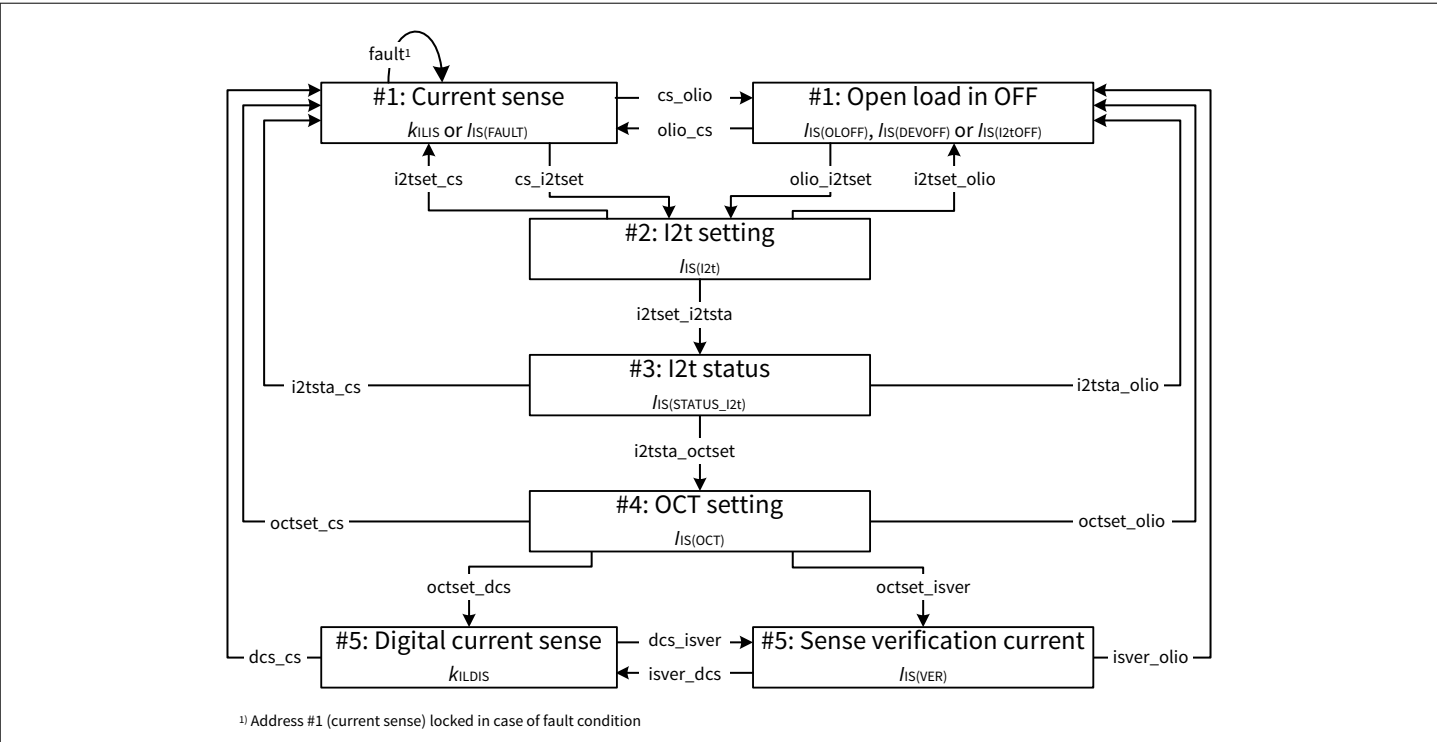 fault1
#1: Current sense
kILIS or IIS(FAULT)
cs_olio
olio_cs
#1: Open load in OFF
IIS(OLOFF), IIS(DEVOFF) or IIS(I2tOFF)
i2tset_cs
cs_i2tset
olio_i2tset
i2tset_olio
#2: I2t setting
IIS(I2t)
i2tset_i2tsta
#3: I2t status
IIS(STATUS_I2t)
i2tsta_cs
i2tsta_olio
i2tsta_octset
#4: OCT setting
IIS(OCT)
octset_cs
octset_olio
octset_dcs
octset_isver
#5: Digital current sense
kILDIS
dcs_isver
isver_dcs
#5: Sense verification current
IIS(VER)
dcs_cs
isver_olio
1) Address #1 (current sense) locked in case of fault condition